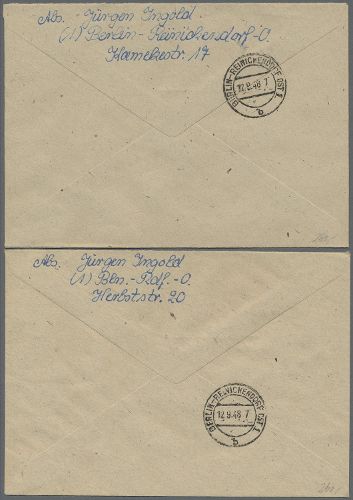 Abs. Jürgen Ingold
(1) Berlin-Reinickendorf-O.
Kamekestr. 17
BERLIN-REINICKENDORF OST 1
12.9.48 7
b
Abs. Jürgen Ingold
(1) Bln.-Rdf.-O.
Herbststr. 20
BERLIN-REINICKENDORF OST 1
12.9.48 7
b